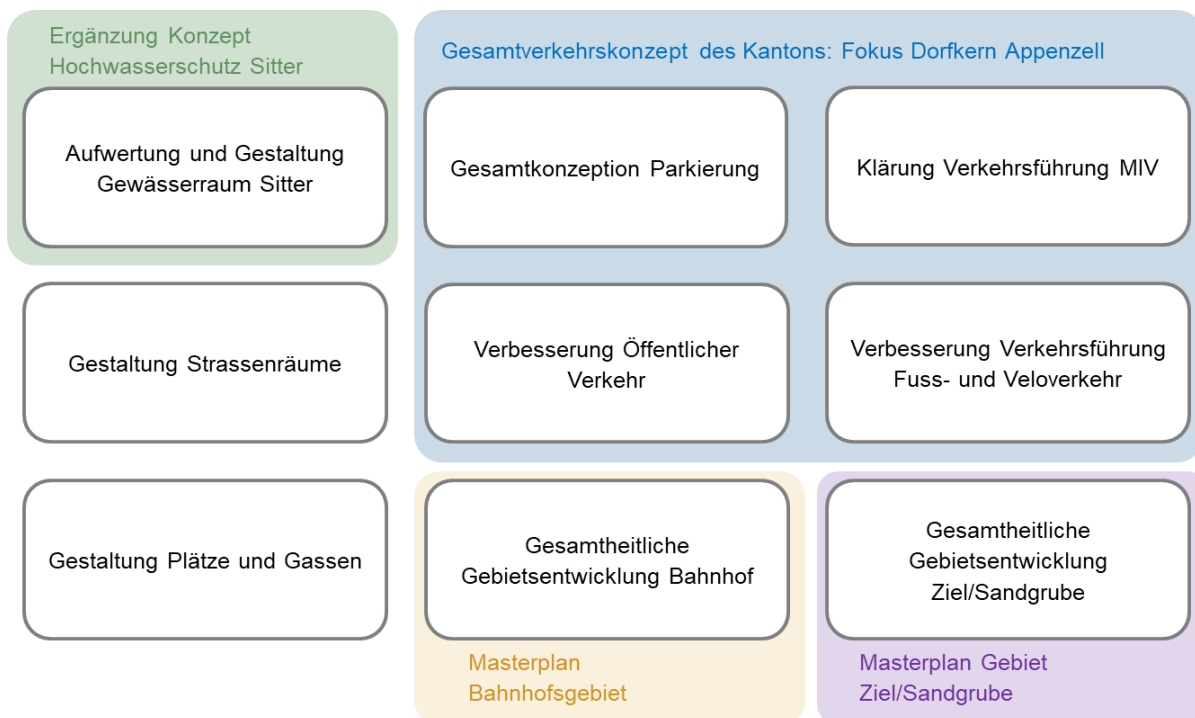 Ergänzung Konzept
Hochwasserschutz Sitter
Aufwertung und Gestaltung
Gewässerraum Sitter
Gesamtverkehrskonzept des Kantons: Fokus Dorfkern Appenzell
Gesamtkonzeption Parkierung
Klärung Verkehrsführung MIV
Gestaltung Strassenräume
Verbesserung Öffentlicher
Verkehr
Verbesserung Verkehrsführung
Fuss- und Veloverkehr
Gestaltung Plätze und Gassen
Gesamtheitliche
Gebietsentwicklung Bahnhof
Masterplan
Bahnhofsgebiet
Gesamtheitliche
Gebietsentwicklung
Ziel/Sandgrube
Masterplan Gebiet
Ziel/Sandgrube